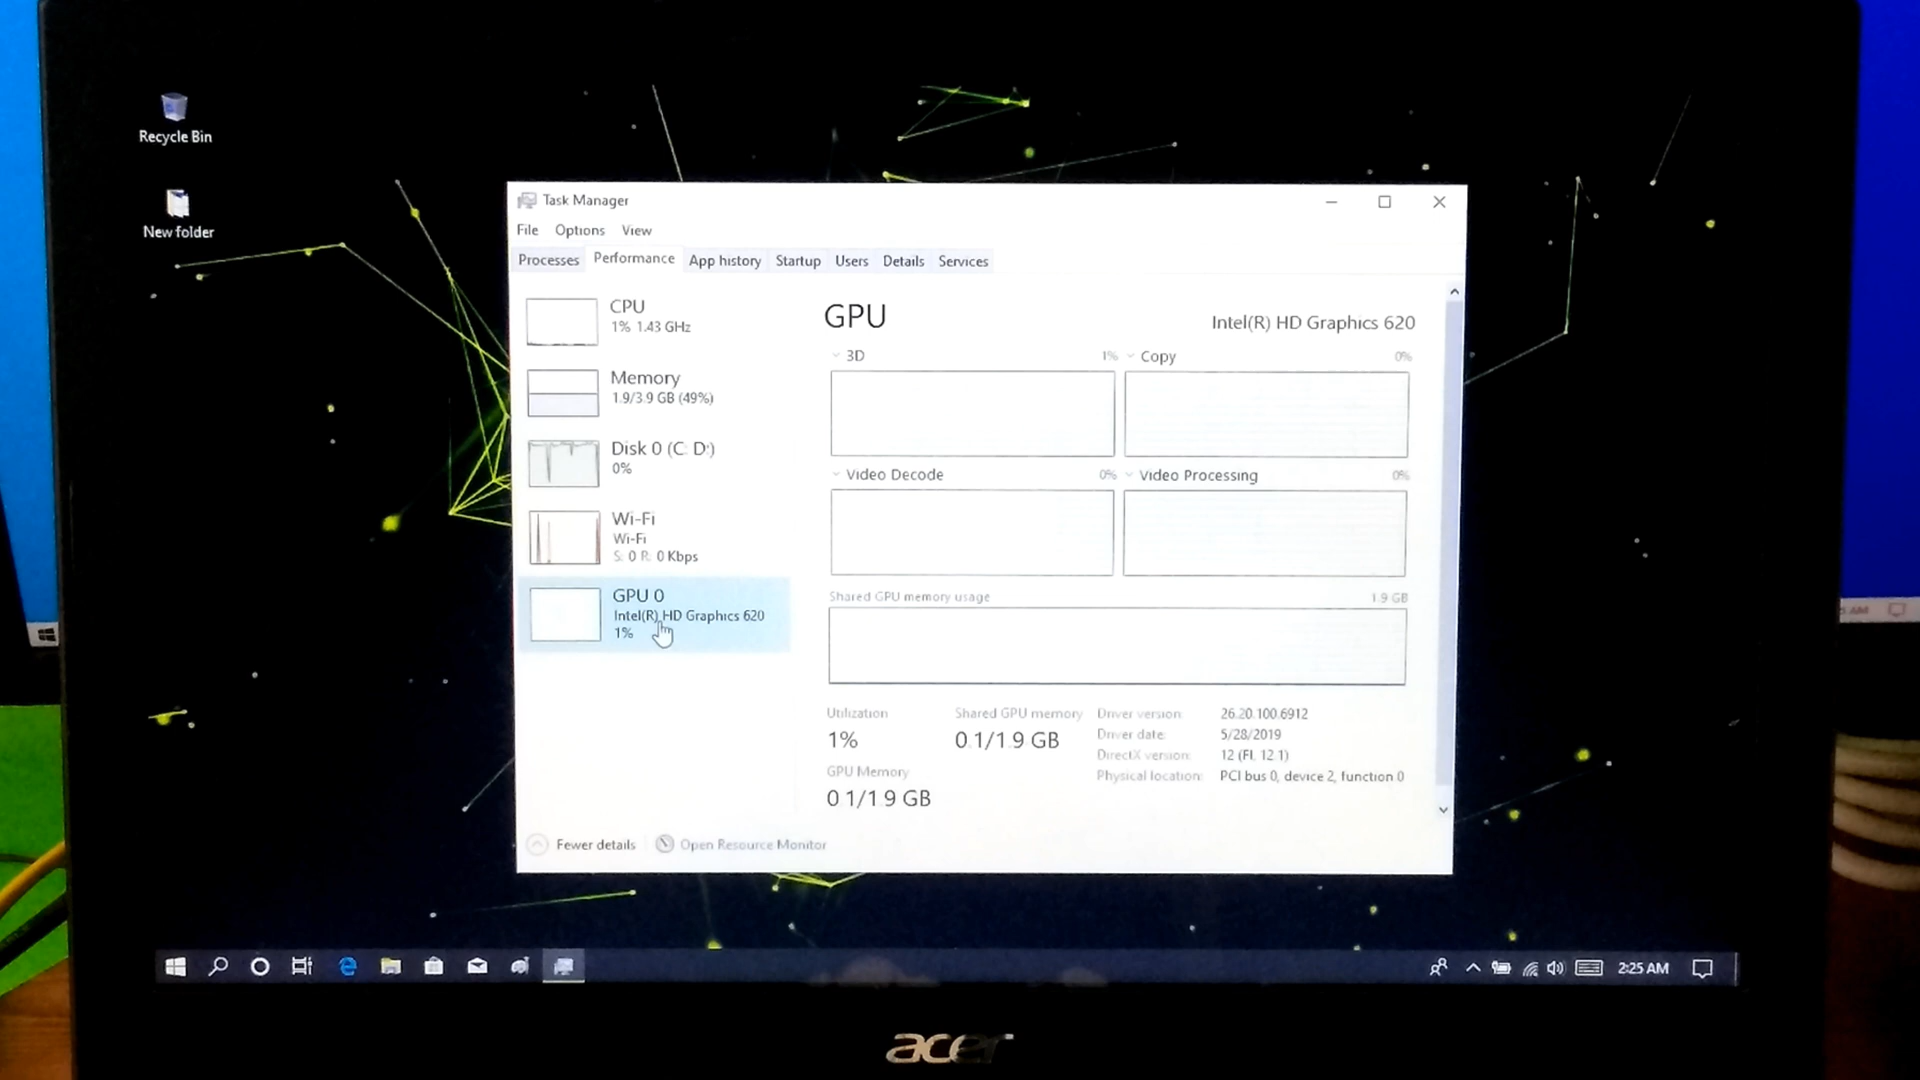 Recycle Bin
New folder
Task Manager
File Options View
Processes Performance App history Startup Users Details Services
CPU
1% 1.43 GHz
Memory
1.9/3.9 GB (49%)
Disk 0 (C: D:)
0%
Wi-Fi
Wi-Fi
S: 0 R: 0 Kbps
GPU 0
Intel(R) HD Graphics 620
1%
GPU
Intel(R) HD Graphics 620
3D 1% Copy 0%
Video Decode 0% Video Processing 0%
Shared GPU memory usage 1.9 GB
Utilization
1%
Shared GPU memory
0.1/1.9 GB
GPU Memory
0.1/1.9 GB
Driver version: 26.20.100.6912
Driver date: 5/28/2019
DirectX version: 12 (FL 12.1)
Physical location: PCI bus 0, device 2, function 0
Fewer details Open Resource Monitor
2:25 AM
AM
acer